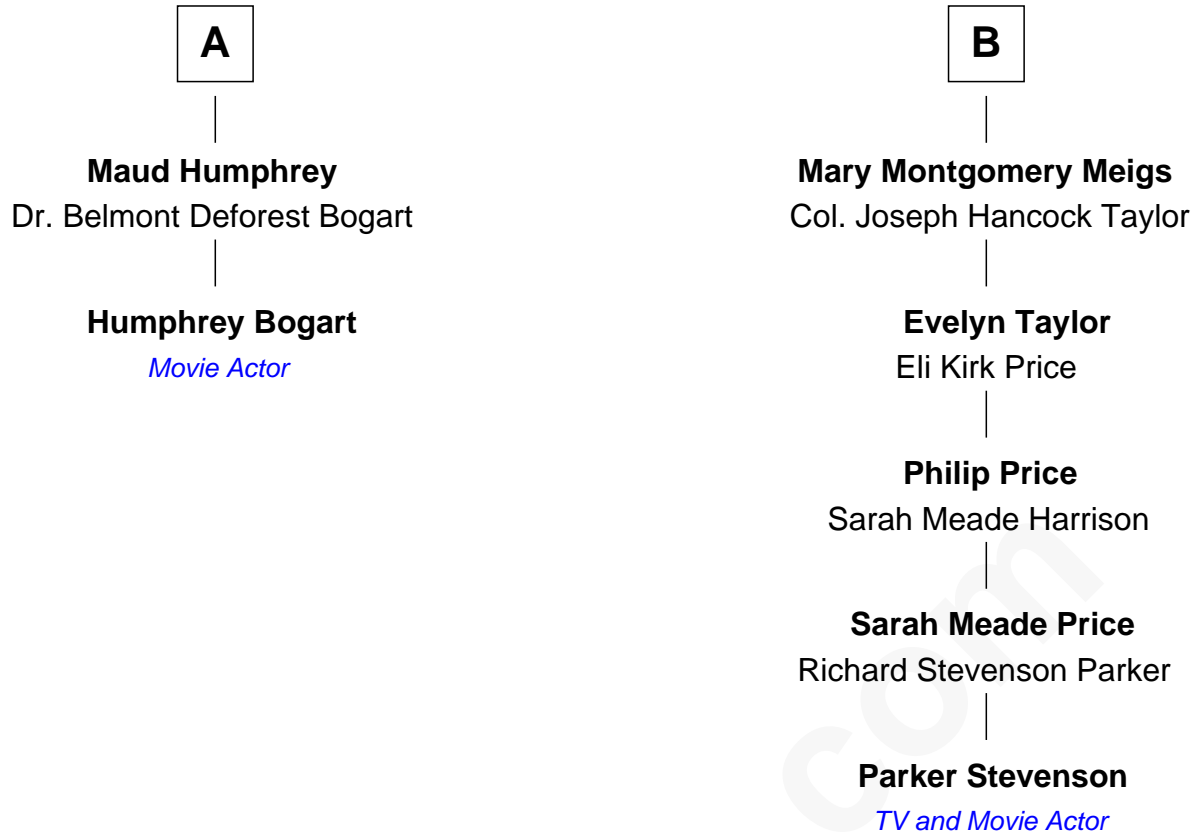 A
Maud Humphrey
Dr. Belmont Deforest Bogart
Humphrey Bogart
Movie Actor
B
Mary Montgomery Meigs
Col. Joseph Hancock Taylor
Evelyn Taylor
Eli Kirk Price
Philip Price
Sarah Meade Harrison
Sarah Meade Price
Richard Stevenson Parker
Parker Stevenson
TV and Movie Actor
com